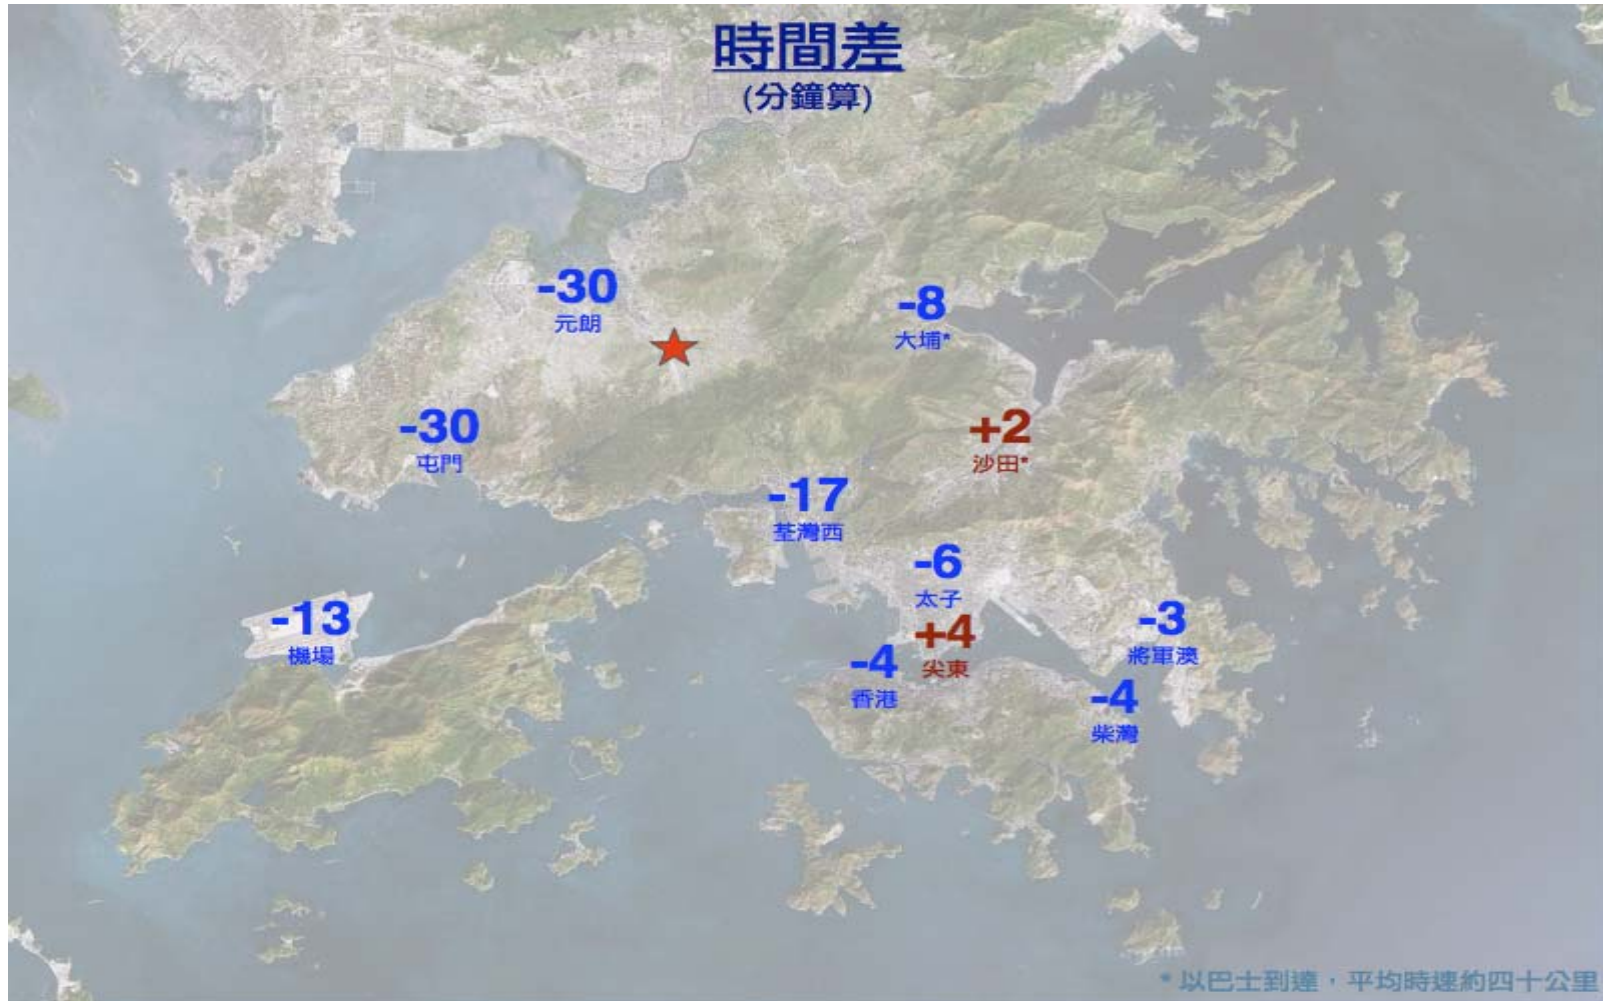 時間差
(分鐘算)
-30
元朗
-8
大埔*
-30
屯門
+2
沙田*
-17
荃灣西
-6
太子
-13
機場
+4
尖東
-3
將軍澳
-4
香港
-4
柴灣
* 以巴士到達，平均時速約四十公里